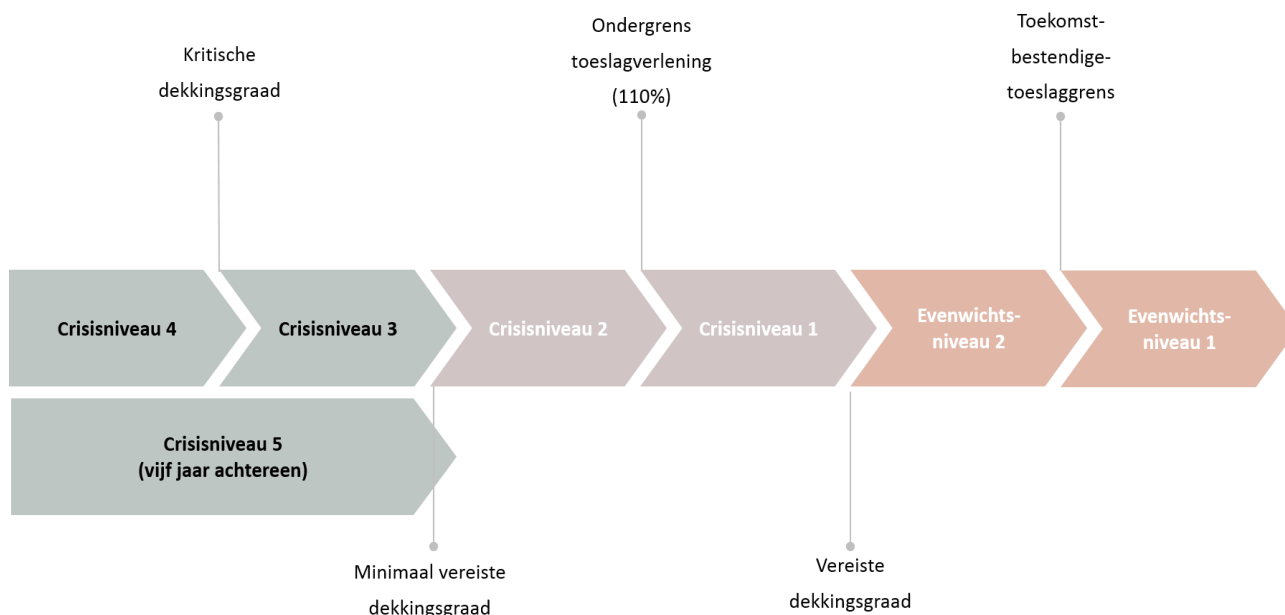 Kritische
dekkingsgraad
Ondergrens
toeslagverlening
(110%)
Toekomst-
bestendige-
toeslaggrens
Crisisniveau 4
Crisisniveau 3
Crisisniveau 2
Crisisniveau 1
Evenwichts-
niveau 2
Evenwichts-
niveau 1
Crisisniveau 5
(vijf jaar achtereen)
Minimaal vereiste
dekkingsgraad
Vereiste
dekkingsgraad